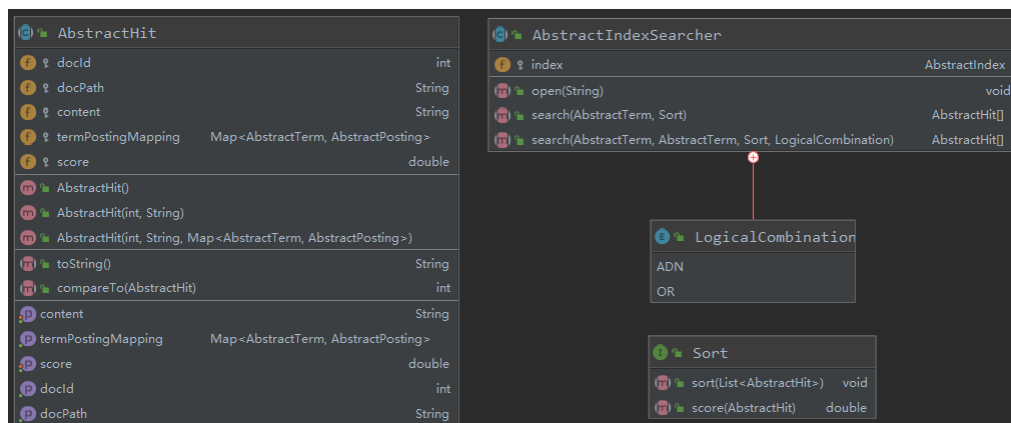 AbstractHit
docId int
docPath String
content String
termPostingMapping Map<AbstractTerm, AbstractPosting>
score double
AbstractHit()
AbstractHit(int, String)
AbstractHit(int, String, Map<AbstractTerm, AbstractPosting>)
toString() String
compareTo(AbstractHit) int
content String
termPostingMapping Map<AbstractTerm, AbstractPosting>
score double
docId int
docPath String
AbstractIndexSearcher
index AbstractIndex
open(String) void
search(AbstractTerm, Sort) AbstractHit[]
search(AbstractTerm, AbstractTerm, Sort, LogicalCombination) AbstractHit[]
LogicalCombination
ADN
OR
Sort
sort(List<AbstractHit>) void
score(AbstractHit) double